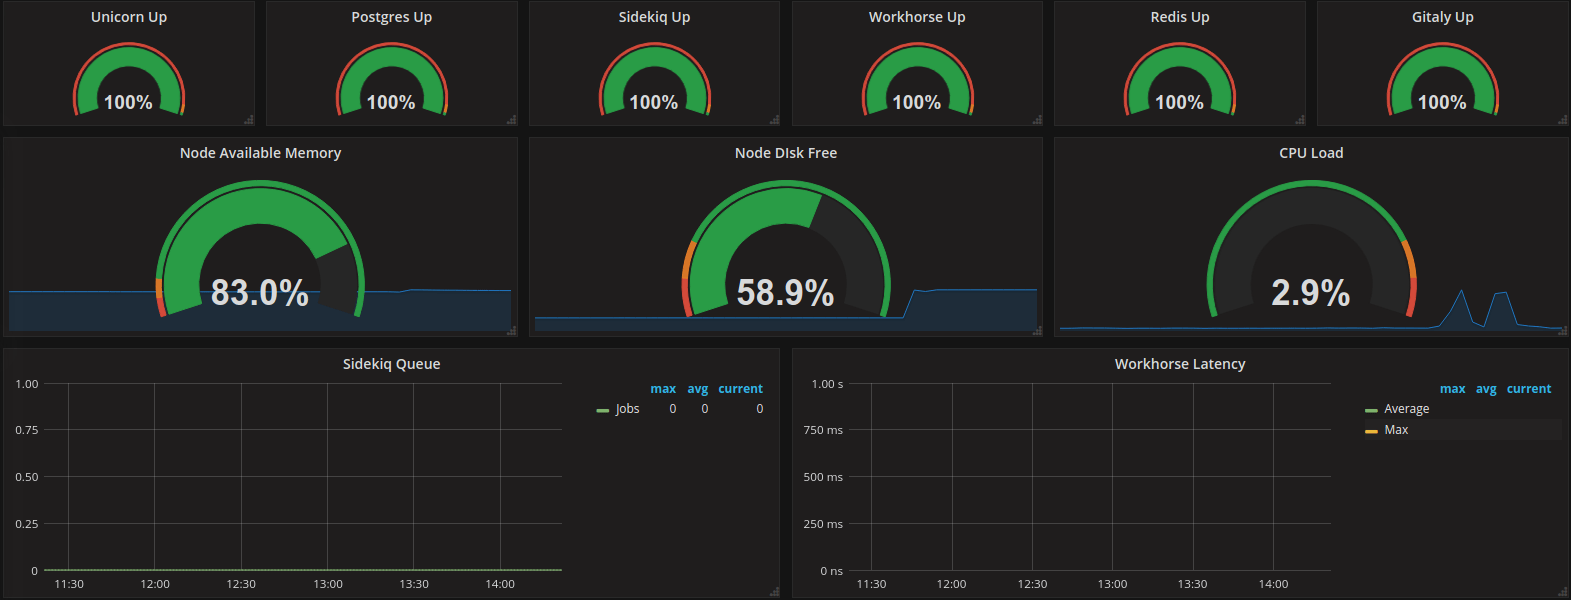 Unicorn Up
Postgres Up
Sidekiq Up
Workhorse Up
Redis Up
Gitaly Up
100%
100%
100%
100%
100%
100%
Node Available Memory
Node DIsk Free
CPU Load
83.0%
58.9%
2.9%
Sidekiq Queue
1.00
0.75
0.50
0.25
0
11:30 12:00 12:30 13:00 13:30 14:00
max avg current
Jobs 0 0 0
Workhorse Latency
1.00 s
750 ms
500 ms
250 ms
0 ns
11:30 12:00 12:30 13:00 13:30 14:00
max avg current
Average
Max